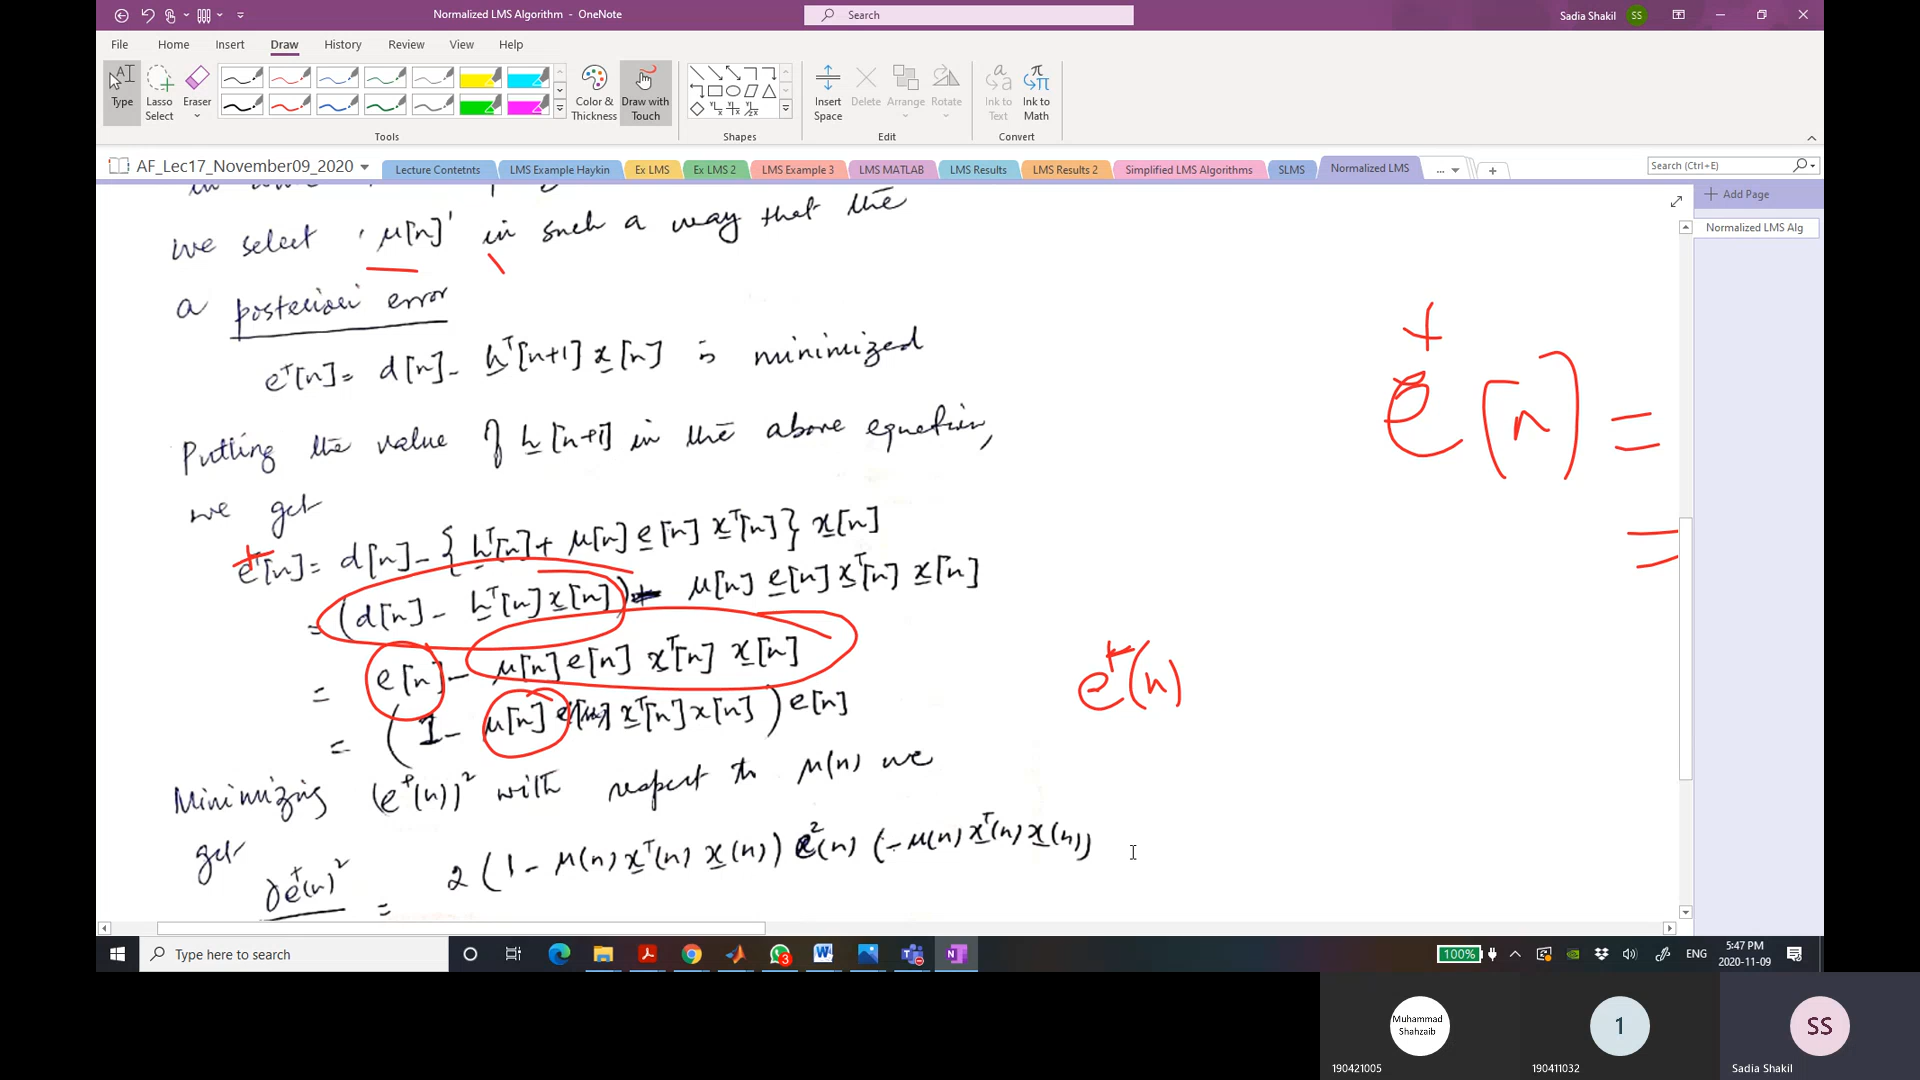 Normalized LMS Algorithm - OneNote
Search
Sadia Shakil SS
File Home Insert Draw History Review View Help
Type
Lasso Select
Eraser
Color & Thickness
Draw with Touch
Insert Space
Delete
Arrange
Rotate
Ink to Text
Ink to Math
Tools
Shapes
Edit
Convert
AF_Lec17_November09_2020
Lecture Contetnts
LMS Example Haykin
Ex LMS
Ex LMS 2
LMS Example 3
LMS MATLAB
LMS Results
LMS Results 2
Simplified LMS Algorithms
SLMS
Normalized LMS
...
Search (Ctrl+E)
Add Page
Normalized LMS Alg
we select 'μ[n]' in such a way that the
a posteriori error
e⁺[n] = d[n] - hᵀ[n+1] x[n] is minimized
Putting the value of h[n+1] in the above equation,
we get
e⁺[n] = d[n] - { hᵀ[n] + μ[n] e[n] xᵀ[n] } x[n]
= (d[n] - hᵀ[n] x[n]) - μ[n] e[n] xᵀ[n] x[n]
= e[n] - μ[n] e[n] xᵀ[n] x[n]
= (1 - μ[n] xᵀ[n] x[n]) e[n]
Minimizing (e⁺(n))² with respect to μ(n) we
get
∂e⁺(n)² = 2 (1 - μ(n) xᵀ(n) x(n)) e²(n) (-μ(n) xᵀ(n) x(n))
e⁺[n] =
=
e⁺(n)
Type here to search
3
100%
ENG
5:47 PM
2020-11-09
Muhammad Shahzaib
190421005
1
190411032
SS
Sadia Shakil